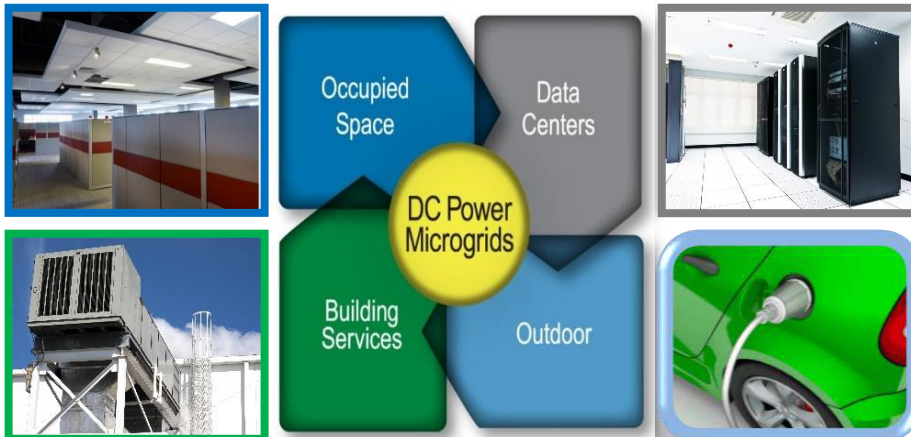 Occupied
Space
Data
Centers
DC Power
Microgrids
Building
Services
Outdoor